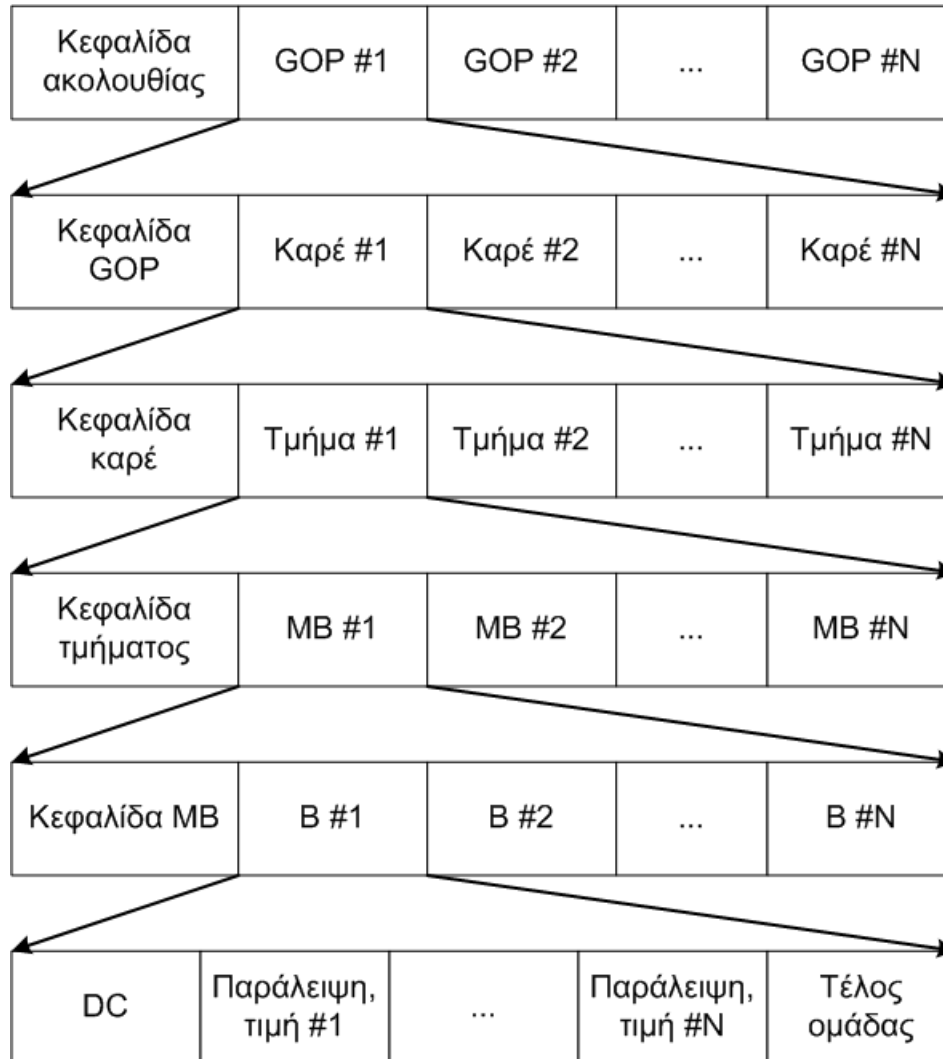 Κεφαλίδα
ακολουθίας
GOP #1
GOP #2
...
GOP #N
Κεφαλίδα
GOP
Καρέ #1
Καρέ #2
...
Καρέ #N
Κεφαλίδα
καρέ
Τμήμα #1
Τμήμα #2
...
Τμήμα #N
Κεφαλίδα
τμήματος
MB #1
MB #2
...
MB #N
Κεφαλίδα MB
B #1
B #2
...
B #N
DC
Παράλειψη,
τιμή #1
...
Παράλειψη,
τιμή #N
Τέλος
ομάδας